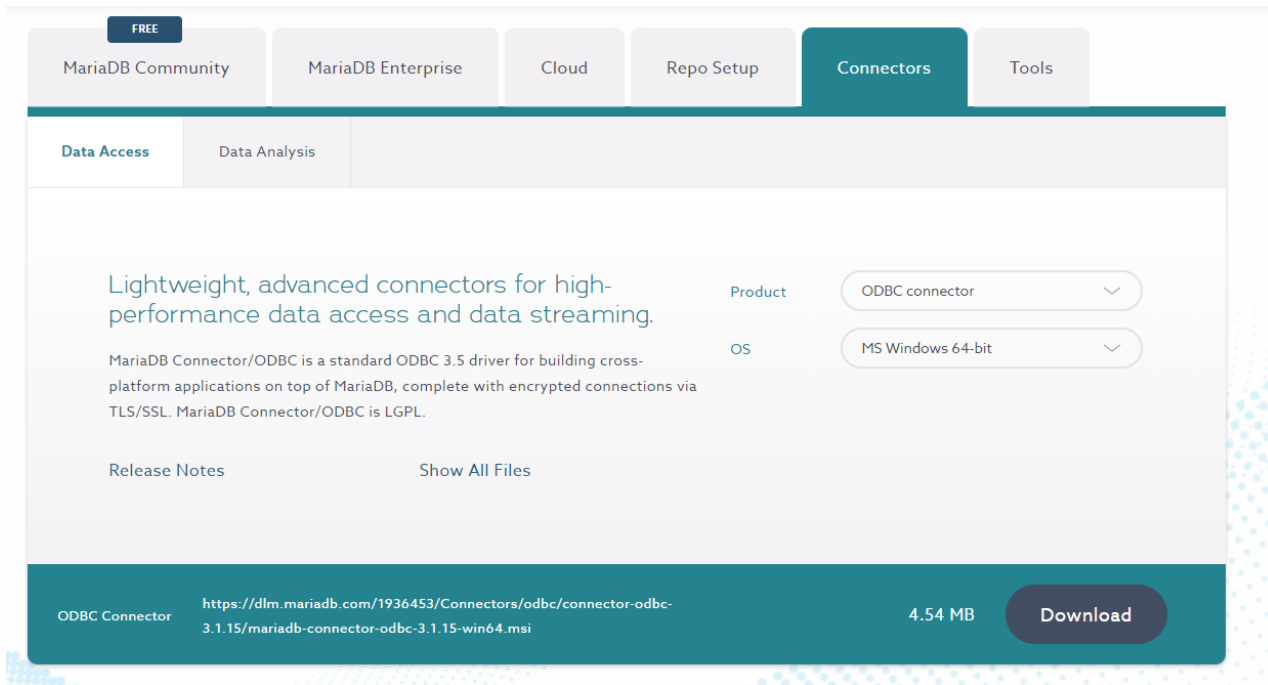 FREE
MariaDB Community
MariaDB Enterprise
Cloud
Repo Setup
Connectors
Tools
Data Access
Data Analysis
Lightweight, advanced connectors for high-
performance data access and data streaming.
MariaDB Connector/ODBC is a standard ODBC 3.5 driver for building cross-
platform applications on top of MariaDB, complete with encrypted connections via
TLS/SSL. MariaDB Connector/ODBC is LGPL.
Release Notes
Show All Files
Product
ODBC connector
OS
MS Windows 64-bit
ODBC Connector
https://dlm.mariadb.com/1936453/Connectors/odbc/connector-odbc-
3.1.15/mariadb-connector-odbc-3.1.15-win64.msi
4.54 MB
Download